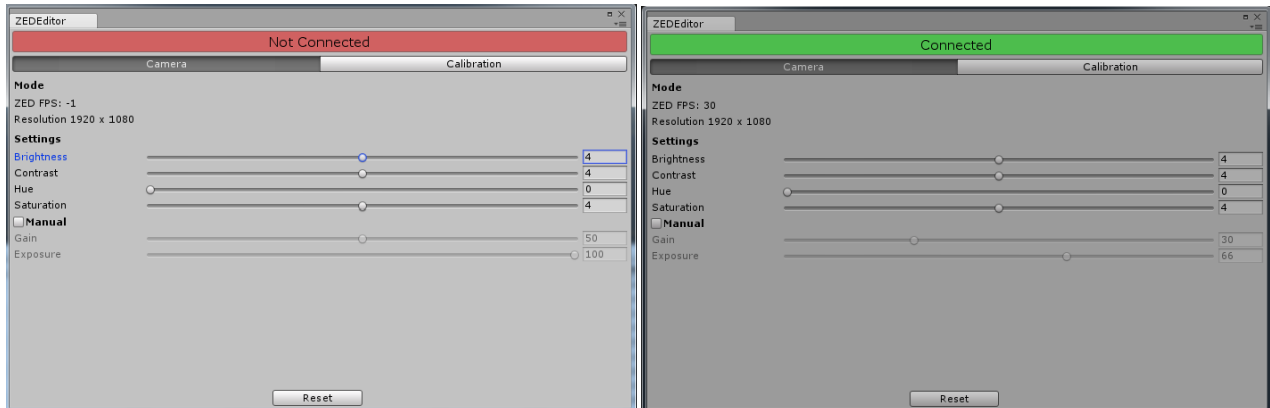 ZEDEditor
Not Connected
Camera Calibration
Mode
ZED FPS: -1
Resolution 1920 x 1080
Settings
Brightness 4
Contrast 4
Hue 0
Saturation 4
Manual
Gain 50
Exposure 100
Reset
ZEDEditor
Connected
Camera Calibration
Mode
ZED FPS: 30
Resolution 1920 x 1080
Settings
Brightness 4
Contrast 4
Hue 0
Saturation 4
Manual
Gain 30
Exposure 66
Reset